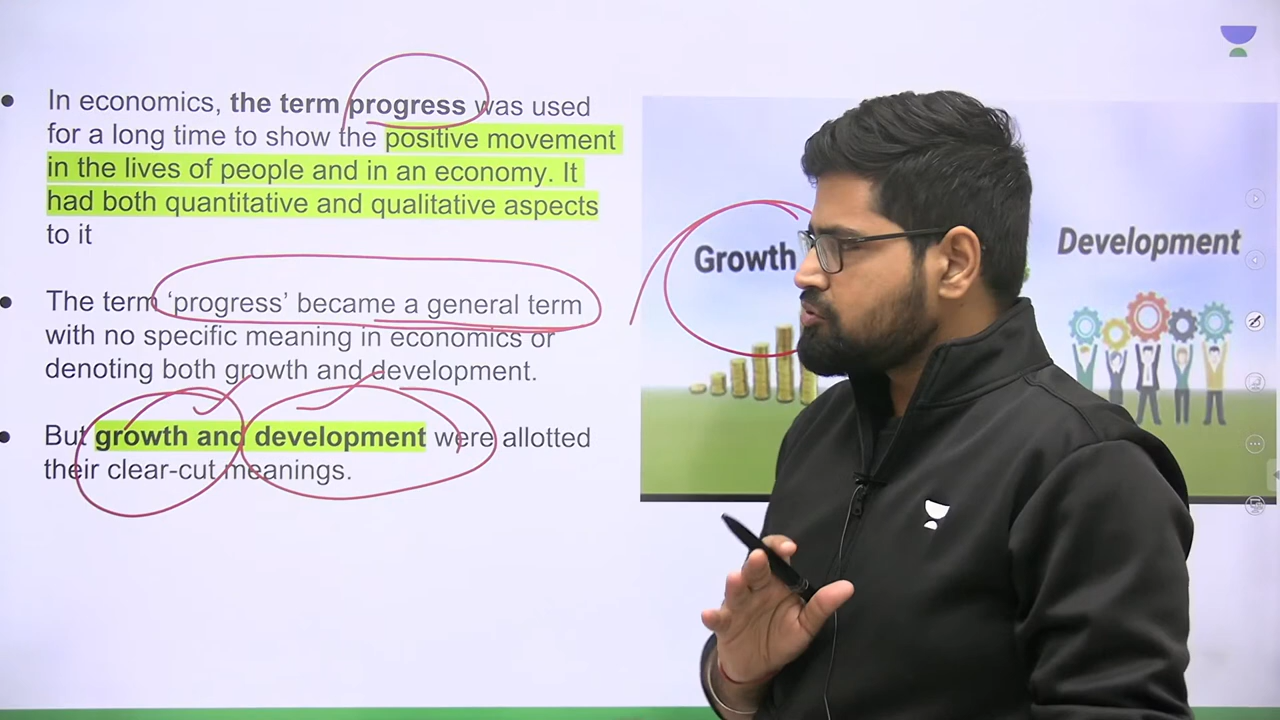 In economics, the term progress was used
for a long time to show the positive movement
in the lives of people and in an economy. It
had both quantitative and qualitative aspects
to it
The term ‘progress’ became a general term
with no specific meaning in economics or
denoting both growth and development.
But growth and development were allotted
their clear-cut meanings.
Growth
Development